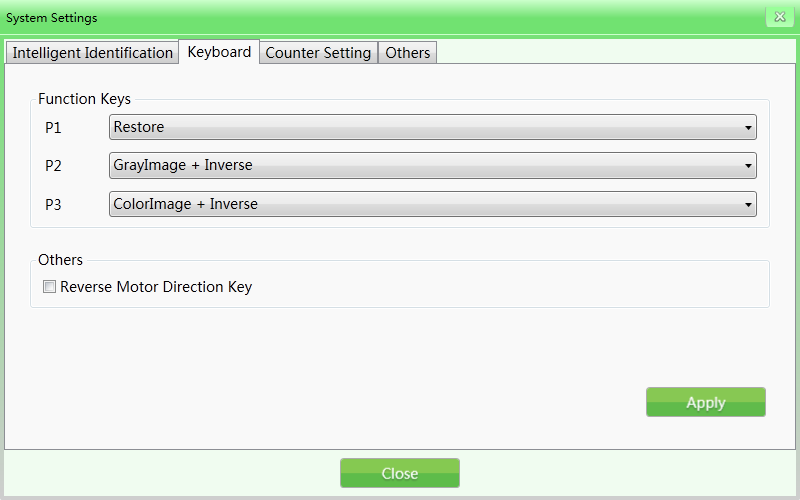 System Settings
Intelligent Identification Keyboard Counter Setting Others
Function Keys
P1 Restore
P2 GrayImage + Inverse
P3 ColorImage + Inverse
Others
Reverse Motor Direction Key
Apply
Close